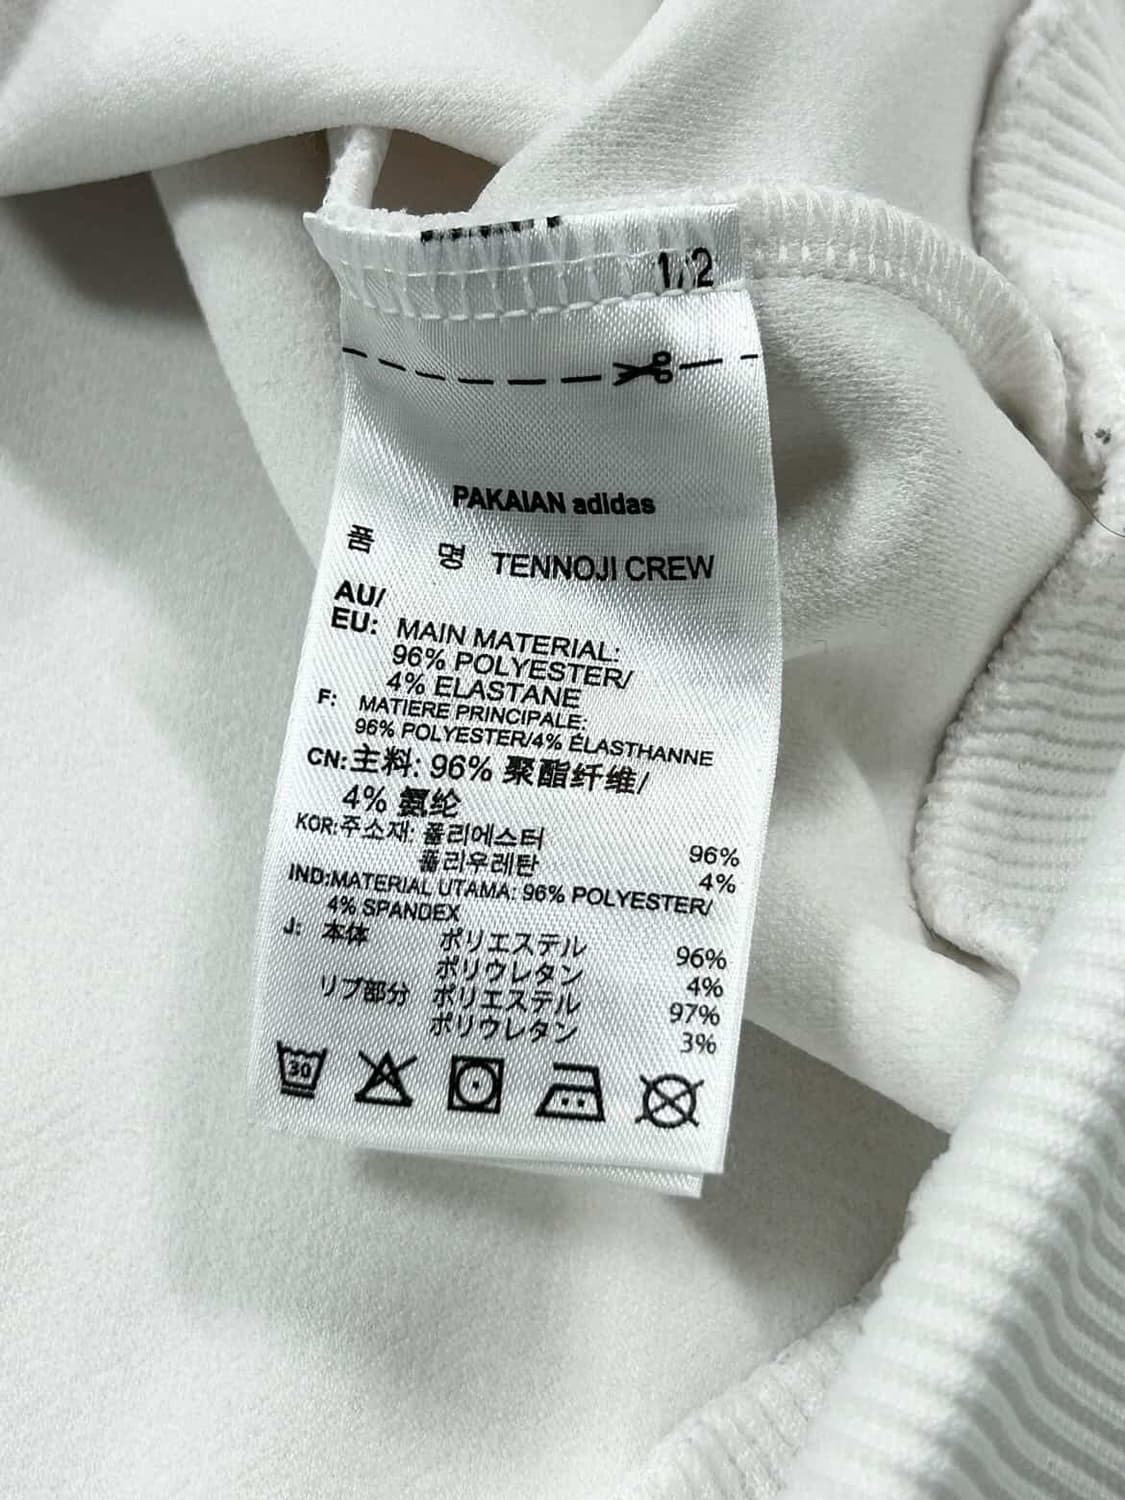 1/2
PAKAIAN adidas
품 명 TENNOJI CREW
AU/
EU: MAIN MATERIAL:
96% POLYESTER/
4% ELASTANE
F: MATIERE PRINCIPALE:
96% POLYESTER/4% ÉLASTHANNE
CN:主料: 96% 聚酯纤维/
4% 氨纶
KOR:주소재: 폴리에스터 96%
폴리우레탄 4%
IND:MATERIAL UTAMA: 96% POLYESTER/
4% SPANDEX
J: 本体 ポリエステル 96%
ポリウレタン 4%
リブ部分 ポリエステル 97%
ポリウレタン 3%
30